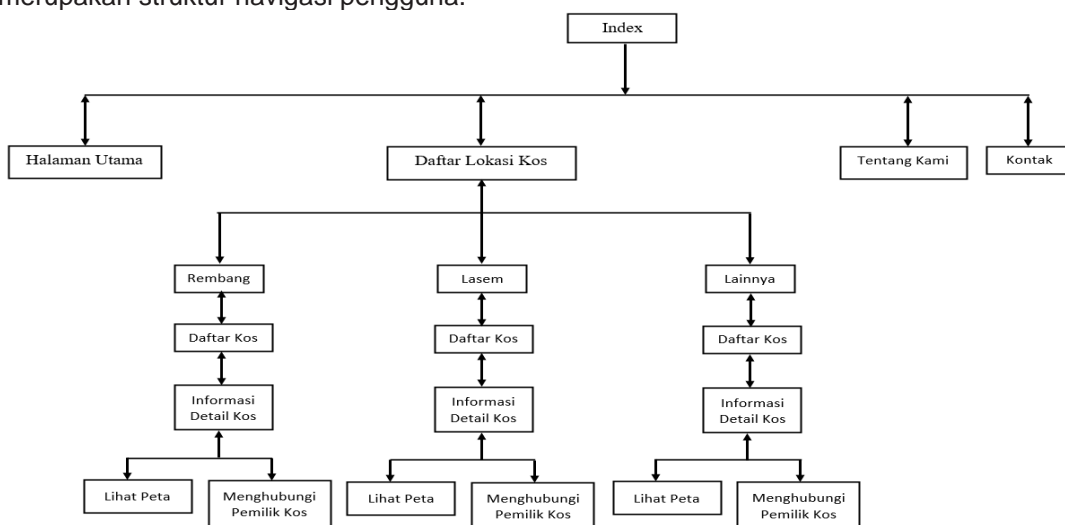 merupakan struktur navigasi pengguna.
Index
Halaman Utama
Daftar Lokasi Kos
Tentang Kami
Kontak
Rembang
Lasem
Lainnya
Daftar Kos
Daftar Kos
Daftar Kos
Informasi
Detail Kos
Informasi
Detail Kos
Informasi
Detail Kos
Lihat Peta
Menghubungi
Pemilik Kos
Lihat Peta
Menghubungi
Pemilik Kos
Lihat Peta
Menghubungi
Pemilik Kos